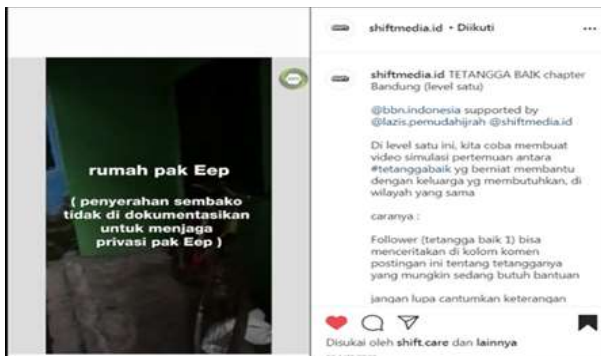 rumah pak Eep
( penyerahan sembako
tidak di dokumentasikan
untuk menjaga
privasi pak Eep )
shiftmedia.id • Diikuti
shiftmedia.id TETANGGA BAIK chapter
Bandung (level satu)
@bbn.indonesia supported by
@lazis.pemudahijrah @shiftmedia.id
Di level satu ini, kita coba membuat
video simulasi pertemuan antara
#tetanggabaik yg berniat membantu
dengan keluarga yg membutuhkan, di
wilayah yang sama
caranya :
Follower (tetangga baik 1) bisa
menceritakan di kolom komen
postingan ini tentang tetangganya
yang mungkin sedang butuh bantuan
jangan lupa cantumkan keterangan
Disukai oleh shift.care dan lainnya